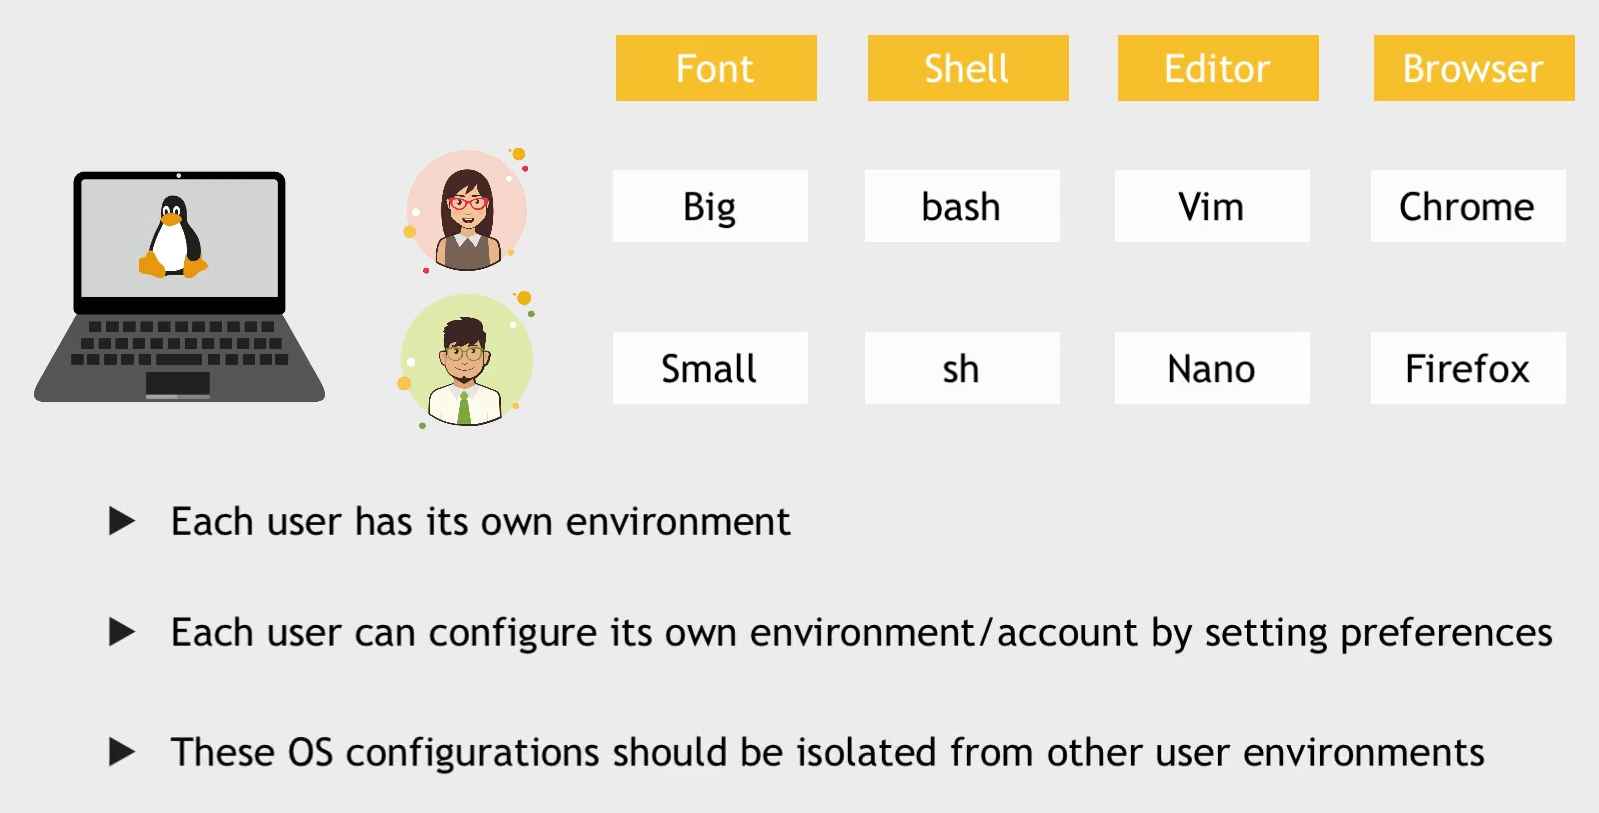 Font Shell Editor Browser
Big bash Vim Chrome
Small sh Nano Firefox
Each user has its own environment
Each user can configure its own environment/account by setting preferences
These OS configurations should be isolated from other user environments